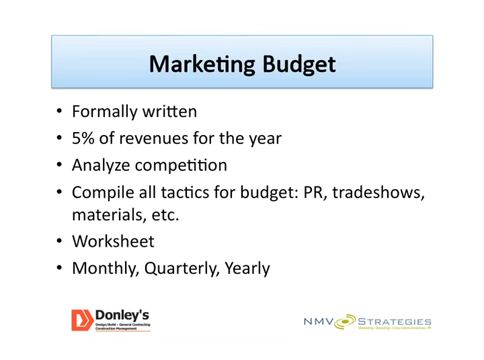 Marketing Budget
• Formally written
• 5% of revenues for the year
• Analyze competition
• Compile all tactics for budget: PR, tradeshows,
materials, etc.
• Worksheet
• Monthly, Quarterly, Yearly
Donley's
Design/Build - General Contracting
Construction Management
NMV STRATEGIES